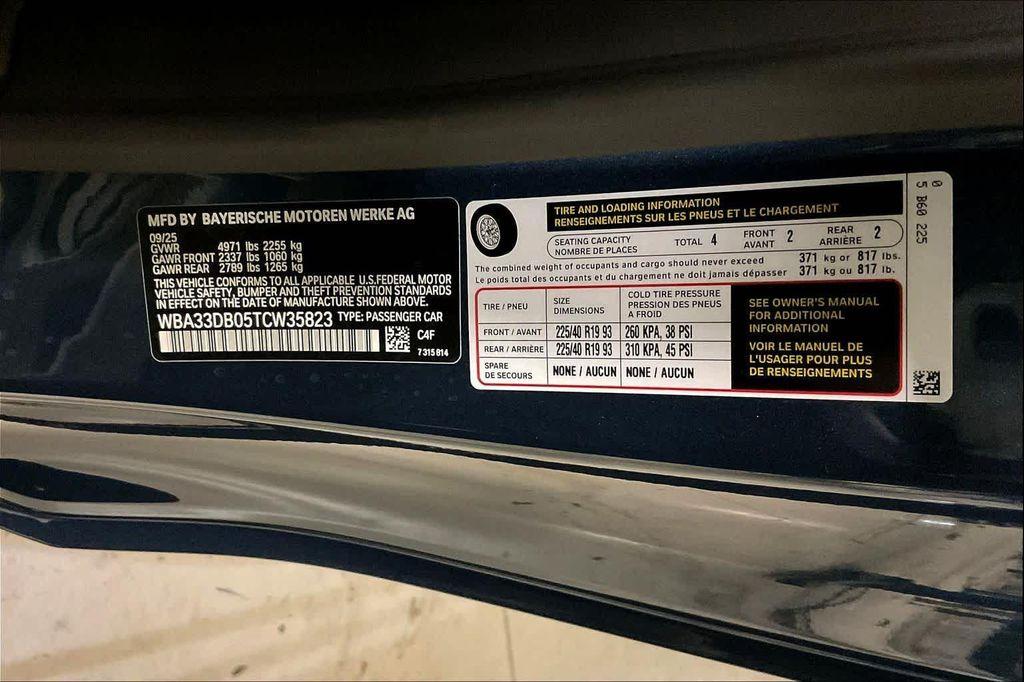 MFD BY BAYERISCHE MOTOREN WERKE AG
09/25
GVWR 4971 lbs 2255 kg
GAWR FRONT 2337 lbs 1060 kg
GAWR REAR 2789 lbs 1265 kg
THIS VEHICLE CONFORMS TO ALL APPLICABLE U.S.FEDERAL MOTOR
VEHICLE SAFETY, BUMPER AND THEFT PREVENTION STANDARDS
IN EFFECT ON THE DATE OF MANUFACTURE SHOWN ABOVE.
WBA33DB05TCW35823 TYPE: PASSENGER CAR
C4F
7315814
TIRE AND LOADING INFORMATION
RENSEIGNEMENTS SUR LES PNEUS ET LE CHARGEMENT
SEATING CAPACITY
NOMBRE DE PLACES
TOTAL 4
FRONT
AVANT 2
REAR
ARRIÈRE 2
The combined weight of occupants and cargo should never exceed 371 kg or 817 lbs.
Le poids total des occupants et du chargement ne doit jamais dépasser 371 kg ou 817 lb.
TIRE / PNEU
SIZE
DIMENSIONS
COLD TIRE PRESSURE
PRESSION DES PNEUS
A FROID
FRONT / AVANT 225/40 R19 93 260 KPA, 38 PSI
REAR / ARRIÈRE 225/40 R19 93 310 KPA, 45 PSI
SPARE
DE SECOURS
NONE / AUCUN NONE / AUCUN
SEE OWNER'S MANUAL
FOR ADDITIONAL
INFORMATION
VOIR LE MANUEL DE
L'USAGER POUR PLUS
DE RENSEIGNEMENTS
0
5 B60 225